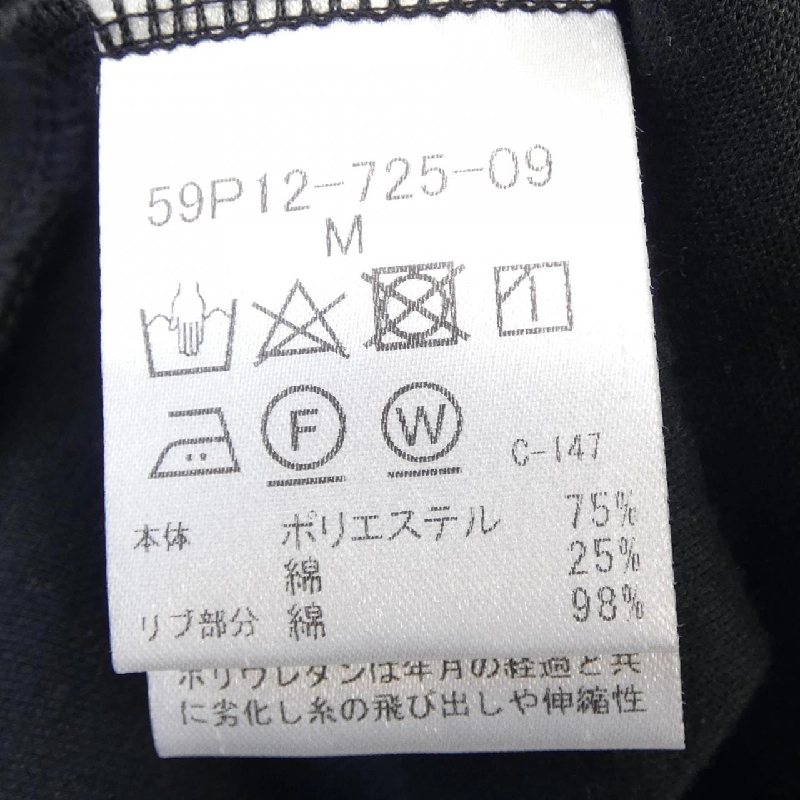 59P12-725-09
M
F W C-147
本体 ポリエステル 75%
綿 25%
リブ部分 綿 98%
ポリウレタンは年月の経過と共
に劣化し糸の飛び出しや伸縮性